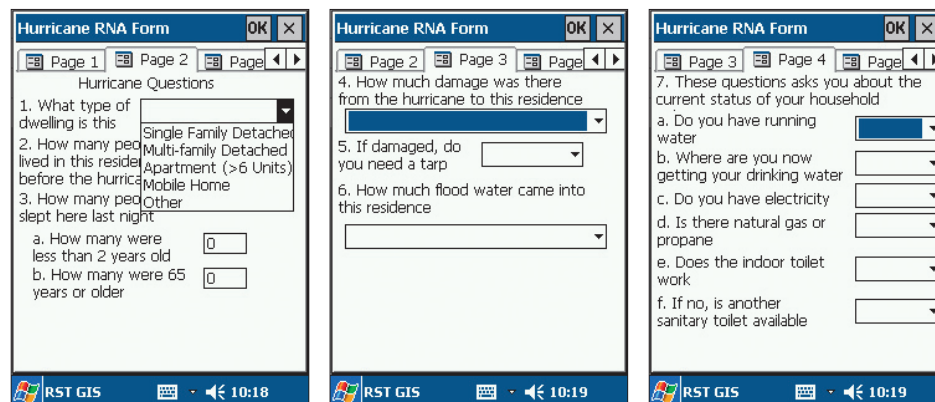 Hurricane RNA Form OK
Page 1 Page 2 Page
Hurricane Questions
1. What type of
dwelling is this
Single Family Detached
Multi-family Detached
Apartment (>6 Units)
Mobile Home
Other
2. How many
lived in this
before the
3. How many
slept here last night
a. How many were
less than 2 years old
0
b. How many were 65
years or older
0
RST GIS 10:18
Hurricane RNA Form OK
Page 2 Page 3 Page
4. How much damage was there
from the hurricane to this residence
5. If damaged, do
you need a tarp
6. How much flood water came into
this residence
RST GIS 10:19
Hurricane RNA Form OK
Page 3 Page 4 Page
7. These questions asks you about the
current status of your household
a. Do you have running
water
b. Where are you now
getting your drinking water
c. Do you have electricity
d. Is there natural gas or
propane
e. Does the indoor toilet
work
f. If no, is another
sanitary toilet available
RST GIS 10:19